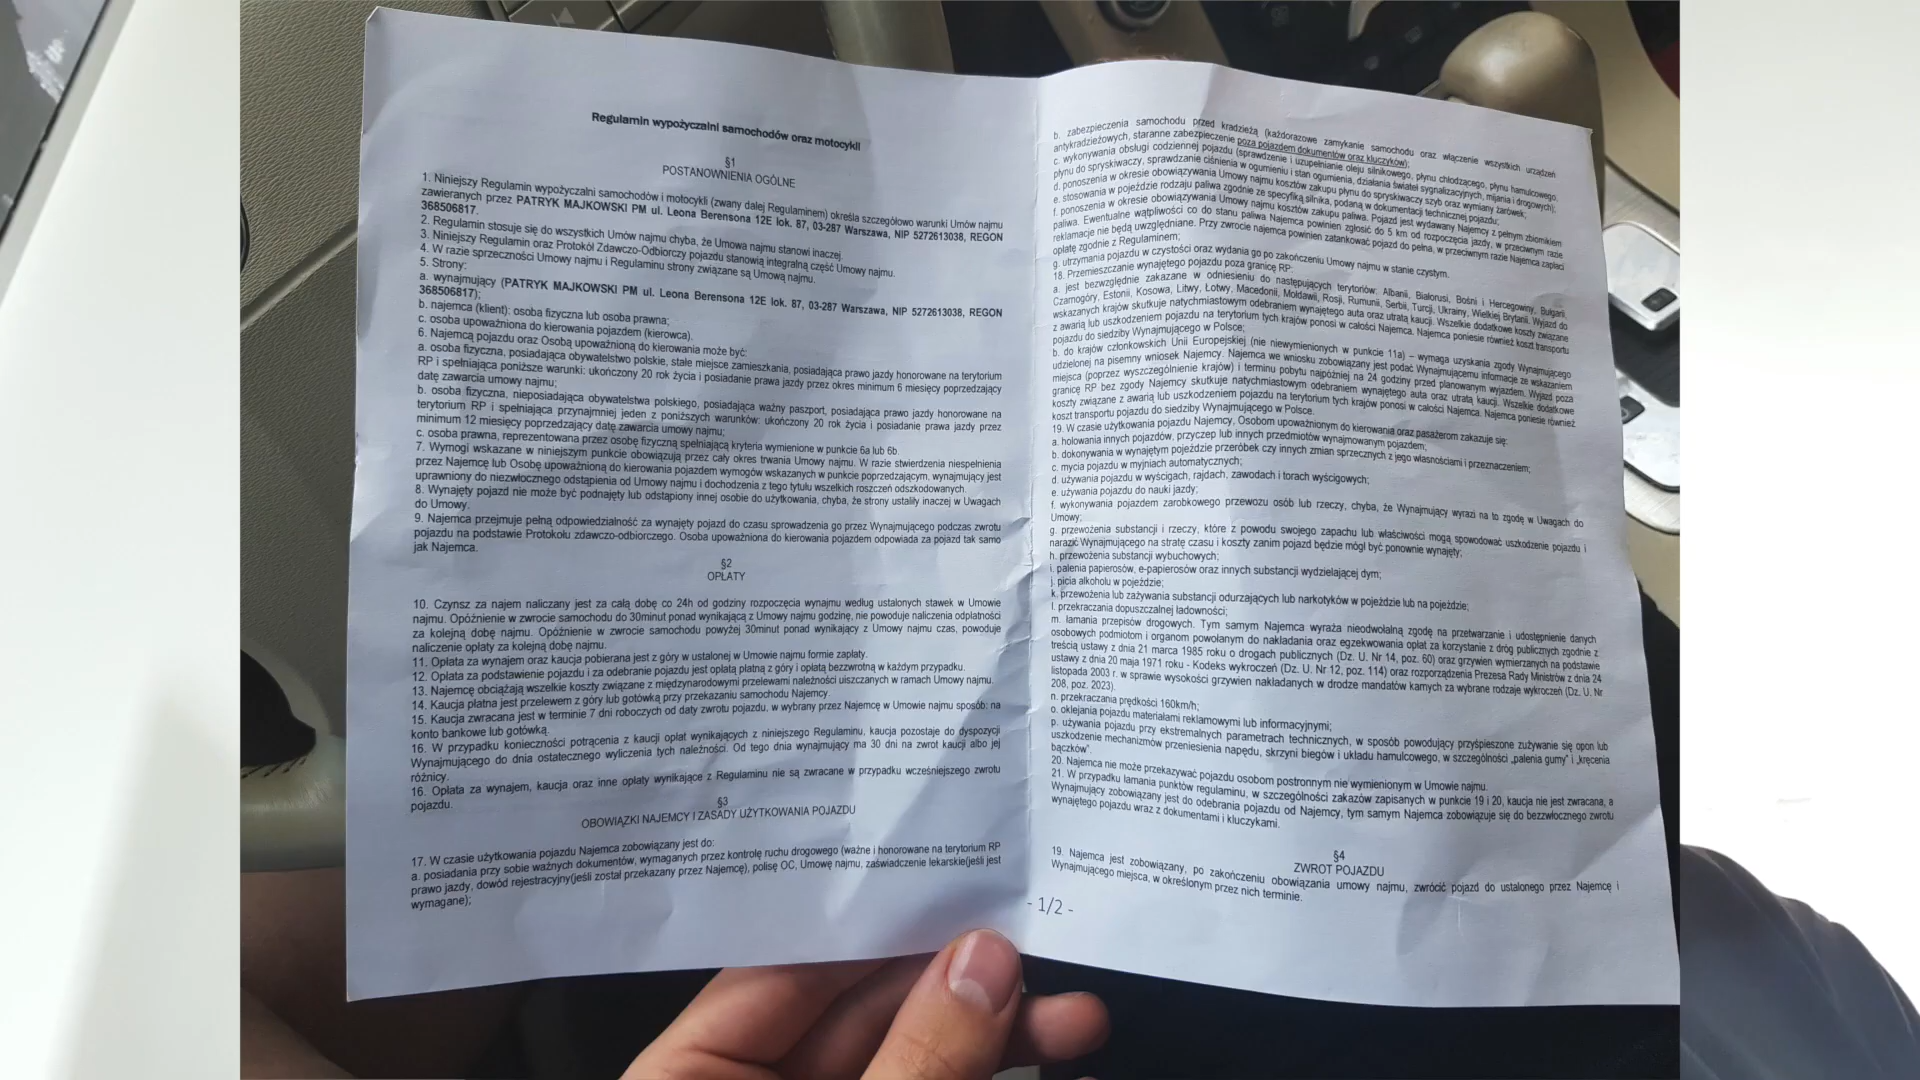 Regulamin wypożyczalni samochodów oraz motocykli
§1
POSTANOWNIENIA OGÓLNE
1. Niniejszy Regulamin wypożyczalni samochodów i motocykli (zwany dalej Regulaminem) określa szczegółowo warunki Umów najmu
zawieranych przez PATRYK MAJKOWSKI PM ul. Leona Berensona 12E lok. 87, 03-287 Warszawa, NIP 5272613038, REGON
368506817.
2. Regulamin stosuje się do wszystkich Umów najmu chyba, że Umowa najmu stanowi inaczej.
3. Niniejszy Regulamin oraz Protokół Zdawczo-Odbiorczy pojazdu stanowią integralną część Umowy najmu.
4. W razie sprzeczności Umowy najmu i Regulaminu strony związane są Umową najmu.
5. Strony:
a. wynajmujący (PATRYK MAJKOWSKI PM ul. Leona Berensona 12E lok. 87, 03-287 Warszawa, NIP 5272613038, REGON
368506817);
b. najemca (klient): osoba fizyczna lub osoba prawna;
c. osoba upoważniona do kierowania pojazdem (kierowca).
6. Najemcą pojazdu oraz Osobą upoważnioną do kierowania może być:
a. osoba fizyczna, posiadająca obywatelstwo polskie, stałe miejsce zamieszkania, posiadająca prawo jazdy honorowane na terytorium
RP i spełniająca poniższe warunki: ukończony 20 rok życia i posiadanie prawa jazdy przez okres minimum 6 miesięcy poprzedzający
datę zawarcia umowy najmu;
b. osoba fizyczna, nieposiadająca obywatelstwa polskiego, posiadająca ważny paszport, posiadająca prawo jazdy honorowane na
terytorium RP i spełniająca przynajmniej jeden z poniższych warunków: ukończony 20 rok życia i posiadanie prawa jazdy przez
minimum 12 miesięcy poprzedzający datę zawarcia umowy najmu;
c. osoba prawna, reprezentowana przez osobę fizyczną spełniającą kryteria wymienione w punkcie 6a lub 6b.
7. Wymogi wskazane w niniejszym punkcie obowiązują przez cały okres trwania Umowy najmu. W razie stwierdzenia niespełnienia
przez Najemcę lub Osobę upoważnioną do kierowania pojazdem wymogów wskazanych w punkcie poprzedzającym, wynajmujący jest
uprawniony do niezwłocznego odstąpienia od Umowy najmu i dochodzenia z tego tytułu wszelkich roszczeń odszkodowanych.
8. Wynajęty pojazd nie może być podnajęty lub odstąpiony innej osobie do użytkowania, chyba, że strony ustaliły inaczej w Uwagach
do Umowy.
9. Najemca przejmuje pełną odpowiedzialność za wynajęty pojazd do czasu sprowadzenia go przez Wynajmującego podczas zwrotu
pojazdu na podstawie Protokołu zdawczo-odbiorczego. Osoba upoważniona do kierowania pojazdem odpowiada za pojazd tak samo
jak Najemca.
§2
OPŁATY
10. Czynsz za najem naliczany jest za całą dobę co 24h od godziny rozpoczęcia wynajmu według ustalonych stawek w Umowie
najmu. Opóźnienie w zwrocie samochodu do 30minut ponad wynikającą z Umowy najmu godzinę, nie powoduje naliczenia odpłatności
za kolejną dobę najmu. Opóźnienie w zwrocie samochodu powyżej 30minut ponad wynikający z Umowy najmu czas, powoduje
naliczenie opłaty za kolejną dobę najmu.
11. Opłata za wynajem oraz kaucja pobierana jest z góry w ustalonej w Umowie najmu formie zapłaty.
12. Opłata za podstawienie pojazdu i za odebranie pojazdu jest opłatą płatną z góry i opłatą bezzwrotną w każdym przypadku.
13. Najemcę obciążają wszelkie koszty związane z międzynarodowymi przelewami należności uiszczanych w ramach Umowy najmu.
14. Kaucja płatna jest przelewem z góry lub gotówką przy przekazaniu samochodu Najemcy.
15. Kaucja zwracana jest w terminie 7 dni roboczych od daty zwrotu pojazdu, w wybrany przez Najemcę w Umowie najmu sposób: na
konto bankowe lub gotówką.
16. W przypadku konieczności potrącenia z kaucji opłat wynikających z niniejszego Regulaminu, kaucja pozostaje do dyspozycji
Wynajmującego do dnia ostatecznego wyliczenia tych należności. Od tego dnia wynajmujący ma 30 dni na zwrot kaucji albo jej
różnicy.
16. Opłata za wynajem, kaucja oraz inne opłaty wynikające z Regulaminu nie są zwracane w przypadku wcześniejszego zwrotu
pojazdu.
§3
OBOWIĄZKI NAJEMCY I ZASADY UŻYTKOWANIA POJAZDU
17. W czasie użytkowania pojazdu Najemca zobowiązany jest do:
a. posiadania przy sobie ważnych dokumentów, wymaganych przez kontrolę ruchu drogowego (ważne i honorowane na terytorium RP
prawo jazdy, dowód rejestracyjny(jeśli został przekazany przez Najemcę), polisę OC, Umowę najmu, zaświadczenie lekarskie(jeśli jest
wymagane);
b. zabezpieczenia samochodu przed kradzieżą (każdorazowe zamykanie samochodu oraz włączenie wszystkich urządzeń
antykradzieżowych, staranne zabezpieczenie poza pojazdem dokumentów oraz kluczyków);
c. wykonywania obsługi codziennej pojazdu (sprawdzenie i uzupełnianie oleju silnikowego, płynu chłodzącego, płynu hamulcowego,
płynu do spryskiwaczy, sprawdzanie ciśnienia w ogumieniu i stan ogumienia, działania świateł sygnalizacyjnych, mijania i drogowych);
d. ponoszenia w okresie obowiązywania Umowy najmu kosztów zakupu płynu do spryskiwaczy szyb oraz wymiany żarówek;
e. stosowania w pojeździe rodzaju paliwa zgodnie ze specyfiką silnika, podaną w dokumentacji technicznej pojazdu;
f. ponoszenia w okresie obowiązywania Umowy najmu kosztów zakupu paliwa. Pojazd jest wydawany Najemcy z pełnym zbiornikiem
paliwa. Ewentualne wątpliwości co do stanu paliwa Najemca powinien zgłosić do 5 km od rozpoczęcia jazdy, w przeciwnym razie
reklamacje nie będą uwzględniane. Przy zwrocie najemca powinien zatankować pojazd do pełna, w przeciwnym razie Najemca zapłaci
opłatę zgodnie z Regulaminem;
g. utrzymania pojazdu w czystości oraz wydania go po zakończeniu Umowy najmu w stanie czystym.
18. Przemieszczanie wynajętego pojazdu poza granicę RP:
a. jest bezwzględnie zakazane w odniesieniu do następujących terytoriów: Albanii, Białorusi, Bośni i Hercegowiny, Bułgarii,
Czarnogóry, Estonii, Kosowa, Litwy, Łotwy, Macedonii, Mołdawii, Rosji, Rumunii, Serbii, Turcji, Ukrainy, Wielkiej Brytanii. Wyjazd do
wskazanych krajów skutkuje natychmiastowym odebraniem wynajętego auta oraz utratą kaucji. Wszelkie dodatkowe koszty związane
z awarią lub uszkodzeniem pojazdu na terytorium tych krajów ponosi w całości Najemca. Najemca poniesie również koszt transportu
pojazdu do siedziby Wynajmującego w Polsce;
b. do krajów członkowskich Unii Europejskiej (nie niewymienionych w punkcie 11a) – wymaga uzyskania zgody Wynajmującego
udzielonej na pisemny wniosek Najemcy. Najemca we wniosku zobowiązany jest podać Wynajmującemu informacje ze wskazaniem
miejsca (poprzez wyszczególnienie krajów) i terminu pobytu najpóźniej na 24 godziny przed planowanym wyjazdem. Wyjazd poza
granicę RP bez zgody Najemcy skutkuje natychmiastowym odebraniem wynajętego auta oraz utratą kaucji. Wszelkie dodatkowe
koszty związane z awarią lub uszkodzeniem pojazdu na terytorium tych krajów ponosi w całości Najemca. Najemca poniesie również
koszt transportu pojazdu do siedziby Wynajmującego w Polsce.
19. W czasie użytkowania pojazdu Najemcy, Osobom upoważnionym do kierowania oraz pasażerom zakazuje się:
a. holowania innych pojazdów, przyczep lub innych przedmiotów wynajmowanym pojazdem;
b. dokonywania w wynajętym pojeździe przeróbek czy innych zmian sprzecznych z jego własnościami i przeznaczeniem;
c. mycia pojazdu w myjniach automatycznych;
d. używania pojazdu w wyścigach, rajdach, zawodach i torach wyścigowych;
e. używania pojazdu do nauki jazdy;
f. wykonywania pojazdem zarobkowego przewozu osób lub rzeczy, chyba, że Wynajmujący wyrazi na to zgodę w Uwagach do
Umowy;
g. przewożenia substancji i rzeczy, które z powodu swojego zapachu lub właściwości mogą spowodować uszkodzenie pojazdu i
narazić Wynajmującego na stratę czasu i koszty zanim pojazd będzie mógł być ponownie wynajęty;
h. przewożenia substancji wybuchowych;
i. palenia papierosów, e-papierosów oraz innych substancji wydzielającej dym;
j. picia alkoholu w pojeździe;
k. przewożenia lub zażywania substancji odurzających lub narkotyków w pojeździe lub na pojeździe;
l. przekraczania dopuszczalnej ładowności;
m. łamania przepisów drogowych. Tym samym Najemca wyraża nieodwołalną zgodę na przetwarzanie i udostępnienie danych
osobowych podmiotom i organom powołanym do nakładania oraz egzekwowania opłat za korzystanie z dróg publicznych zgodnie z
treścią ustawy z dnia 21 marca 1985 roku o drogach publicznych (Dz. U. Nr 14, poz. 60) oraz grzywien wymierzanych na podstawie
ustawy z dnia 20 maja 1971 roku - Kodeks wykroczeń (Dz. U. Nr 12, poz. 114) oraz rozporządzenia Prezesa Rady Ministrów z dnia 24
listopada 2003 r. w sprawie wysokości grzywien nakładanych w drodze mandatów karnych za wybrane rodzaje wykroczeń (Dz. U. Nr
208, poz. 2023).
n. przekraczania prędkości 160km/h;
o. oklejania pojazdu materiałami reklamowymi lub informacyjnymi;
p. używania pojazdu przy ekstremalnych parametrach technicznych, w sposób powodujący przyśpieszone zużywanie się opon lub
uszkodzenie mechanizmów przeniesienia napędu, skrzyni biegów i układu hamulcowego, w szczególności „palenia gumy” i „kręcenia
bączków”.
20. Najemca nie może przekazywać pojazdu osobom postronnym nie wymienionym w Umowie najmu.
21. W przypadku łamania punktów regulaminu, w szczególności zakazów zapisanych w punkcie 19 i 20, kaucja nie jest zwracana, a
Wynajmujący zobowiązany jest do odebrania pojazdu od Najemcy, tym samym Najemca zobowiązuje się do bezzwłocznego zwrotu
wynajętego pojazdu wraz z dokumentami i kluczykami.
§4
ZWROT POJAZDU
19. Najemca jest zobowiązany, po zakończeniu obowiązania umowy najmu, zwrócić pojazd do ustalonego przez Najemcę i
Wynajmującego miejsca, w określonym przez nich terminie.
- 1/2 -